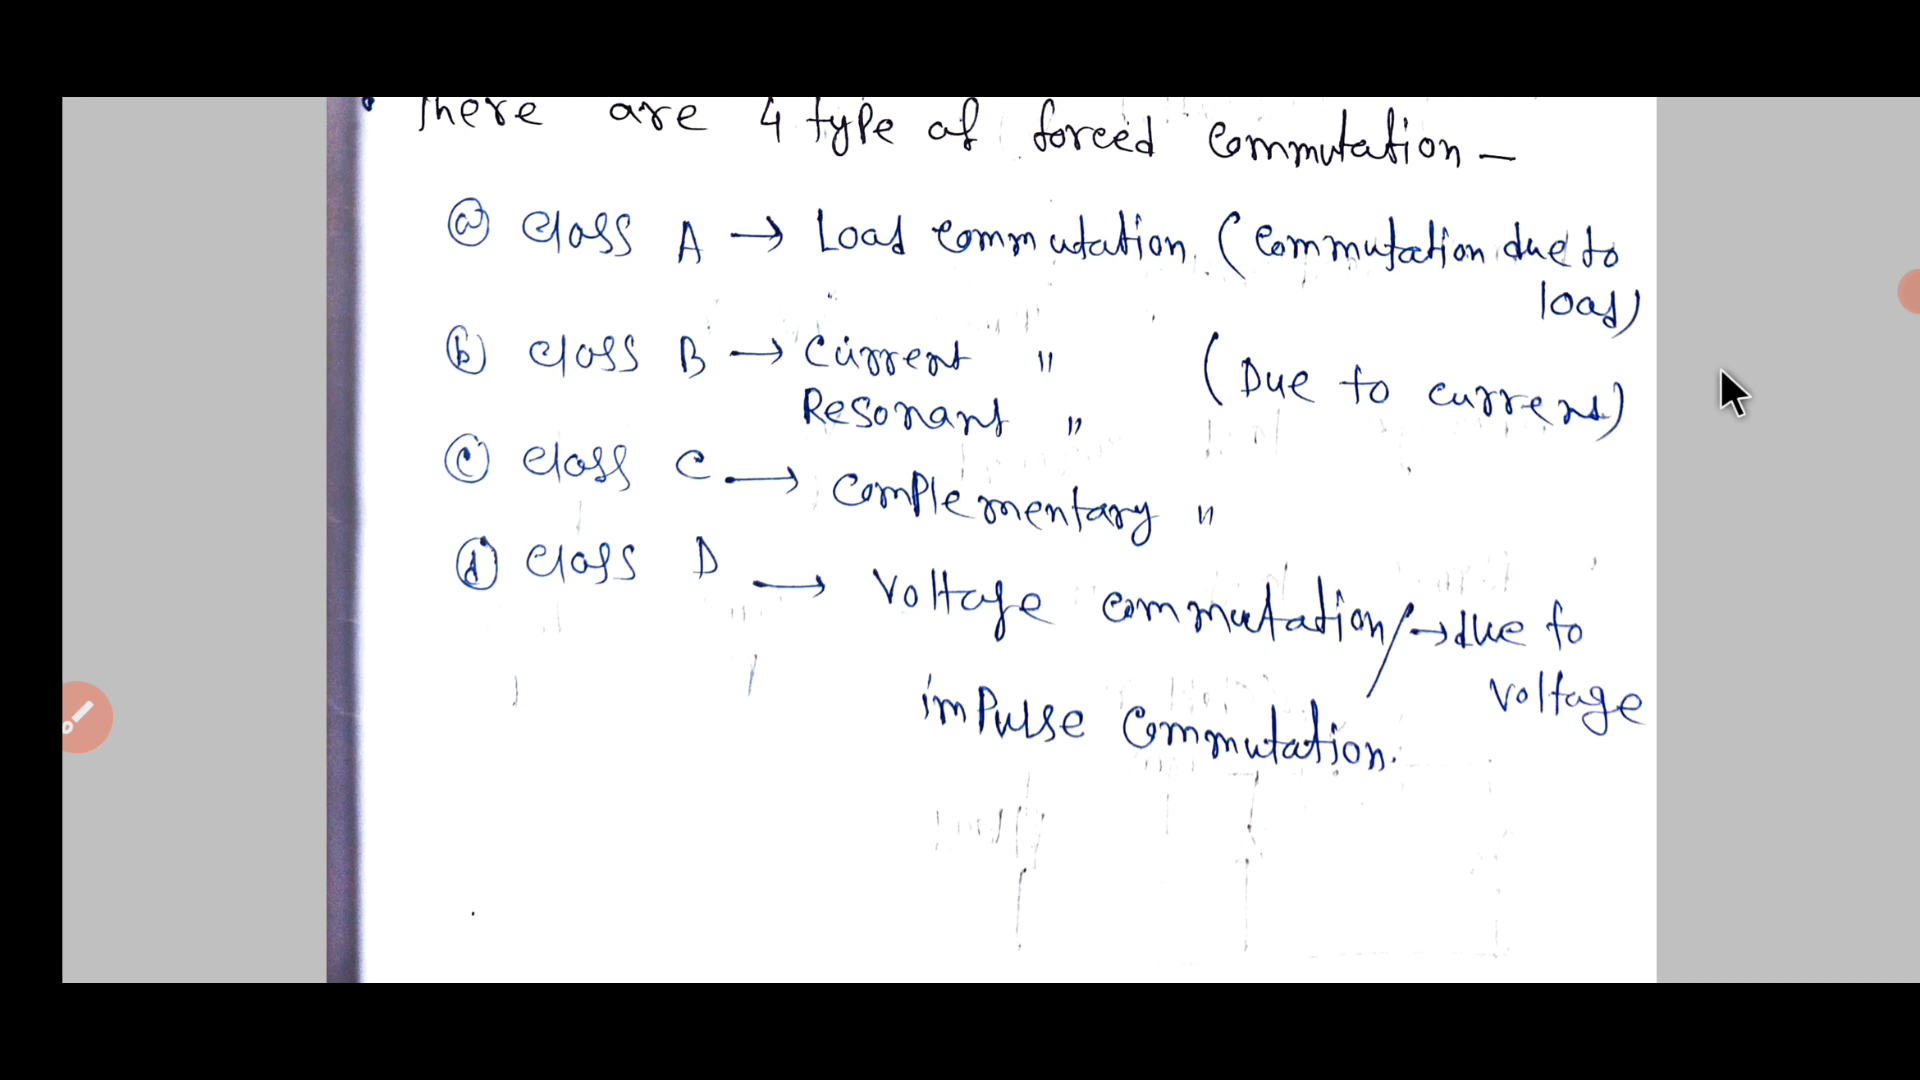 • There are 4 type of forced commutation –
(a) Class A → Load commutation. (Commutation due to
load)
(b) Class B → Current " (Due to current)
Resonant "
(c) Class C → Complementary "
(d) Class D → Voltage commutation/→ due to
voltage
impulse commutation.